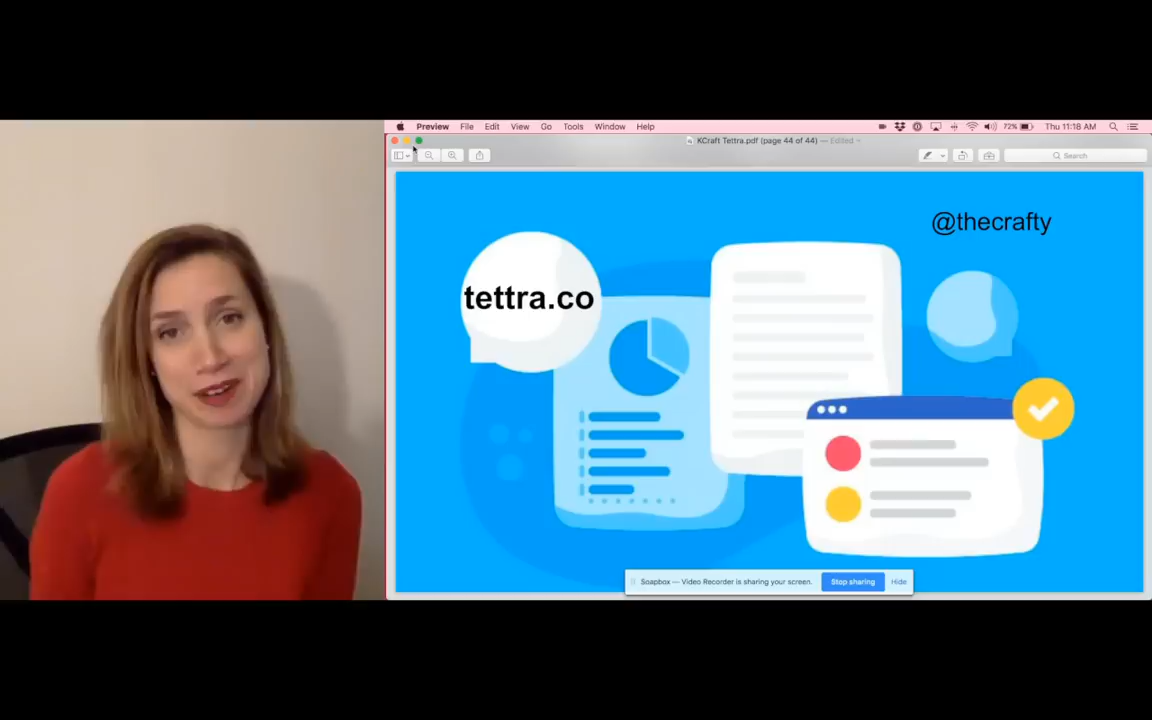 Preview File Edit View Go Tools Window Help 72% Thu 11:18 AM
KCraft Tettra.pdf (page 44 of 44) — Edited
Search
@thecrafty
tettra.co
Soapbox — Video Recorder is sharing your screen. Stop sharing Hide